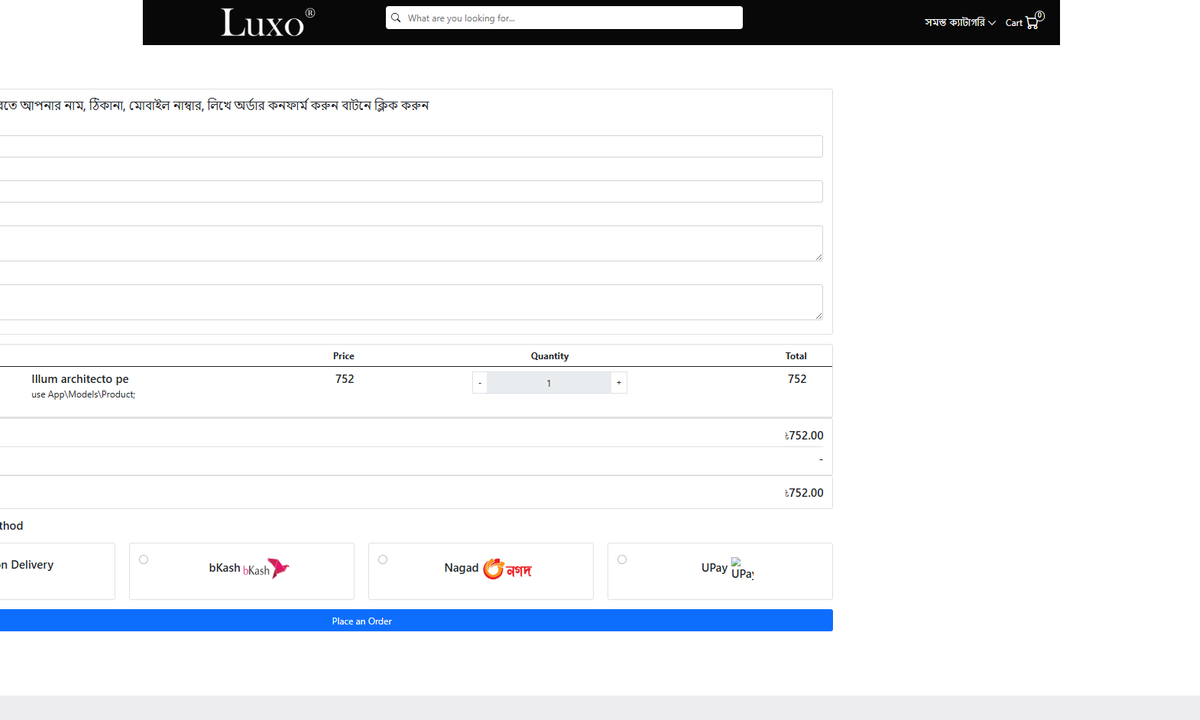 Luxo®
What are you looking for...
সমস্ত ক্যাটাগরি
Cart
0
আপনার নাম, ঠিকানা, মোবাইল নাম্বার, লিখে অর্ডার কনফার্ম করুন বাটনে ক্লিক করুন
Price Quantity Total
Illum architecto pe 752 - 1 + 752
use App\Models\Product;
৳752.00
-
৳752.00
thod
n Delivery
bKash bKash
Nagad নগদ
UPay UPay
Place an Order